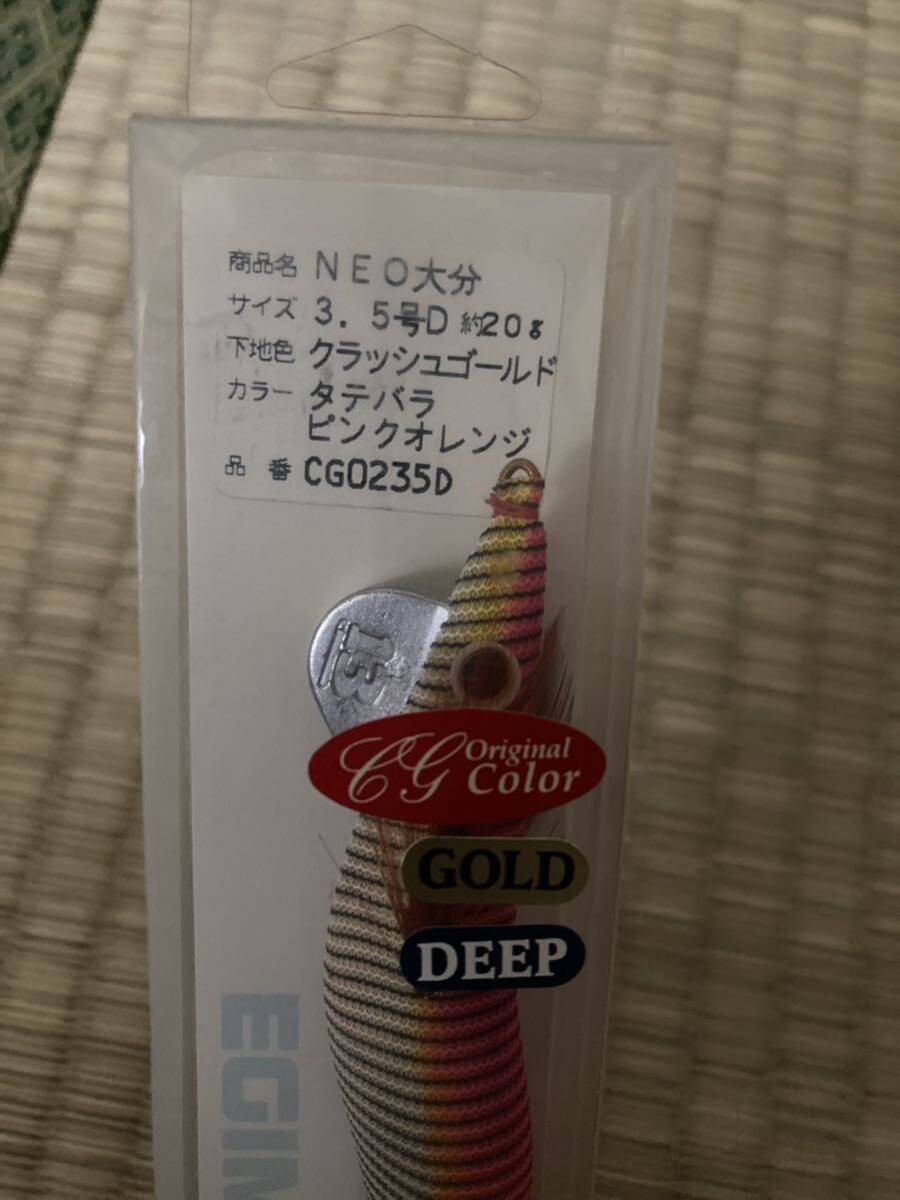 商品名 NEO大分
サイズ 3.5号D 約20g
下地色 クラッシュゴールド
カラー タテバラ
ピンクオレンジ
品番 CG0235D
CG Original
Color
GOLD
DEEP